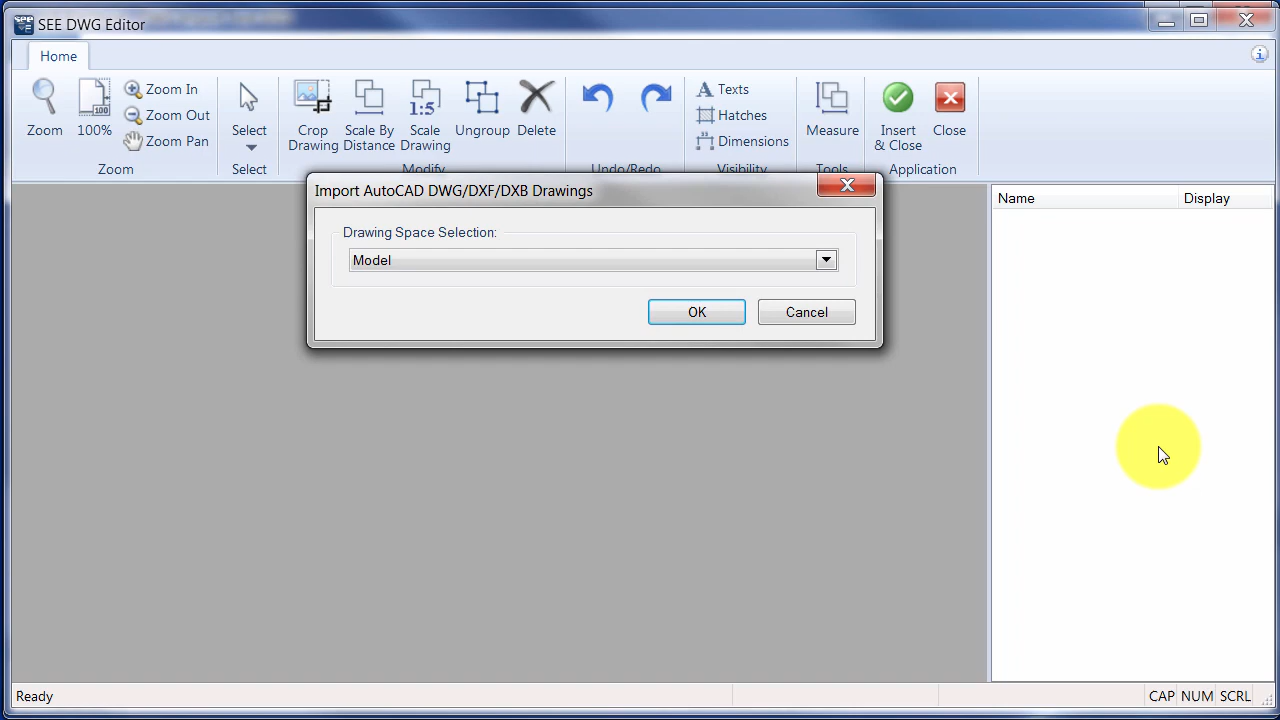 SEE DWG Editor
Home
Zoom
100%
Zoom In
Zoom Out
Zoom Pan
Zoom
Select
Select
Crop Drawing
Scale By Distance
Scale Drawing
Ungroup
Delete
Modify
Undo/Redo
Texts
Hatches
Dimensions
Visibility
Measure
Tools
Insert & Close
Close
Application
Import AutoCAD DWG/DXF/DXB Drawings
Drawing Space Selection:
Model
OK
Cancel
Name
Display
Ready
CAP NUM SCRL